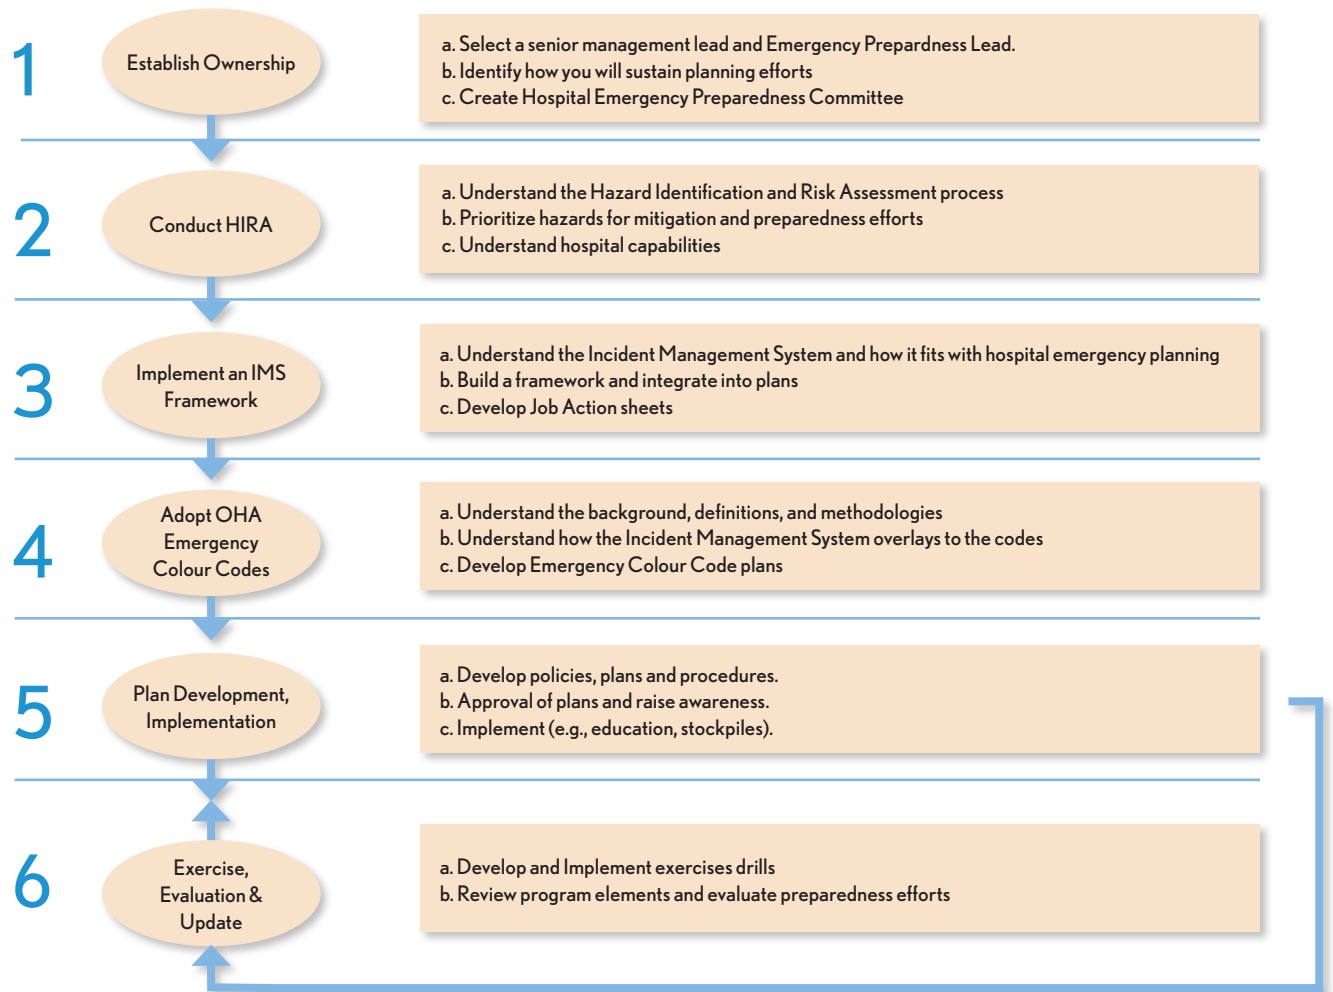 1
Establish Ownership
a. Select a senior management lead and Emergency Prepardness Lead.
b. Identify how you will sustain planning efforts
c. Create Hospital Emergency Preparedness Committee
2
Conduct HIRA
a. Understand the Hazard Identification and Risk Assessment process
b. Prioritize hazards for mitigation and preparedness efforts
c. Understand hospital capabilities
3
Implement an IMS
Framework
a. Understand the Incident Management System and how it fits with hospital emergency planning
b. Build a framework and integrate into plans
c. Develop Job Action sheets
4
Adopt OHA
Emergency
Colour Codes
a. Understand the background, definitions, and methodologies
b. Understand how the Incident Management System overlays to the codes
c. Develop Emergency Colour Code plans
5
Plan Development,
Implementation
a. Develop policies, plans and procedures.
b. Approval of plans and raise awareness.
c. Implement (e.g., education, stockpiles).
6
Exercise,
Evaluation &
Update
a. Develop and Implement exercises drills
b. Review program elements and evaluate preparedness efforts